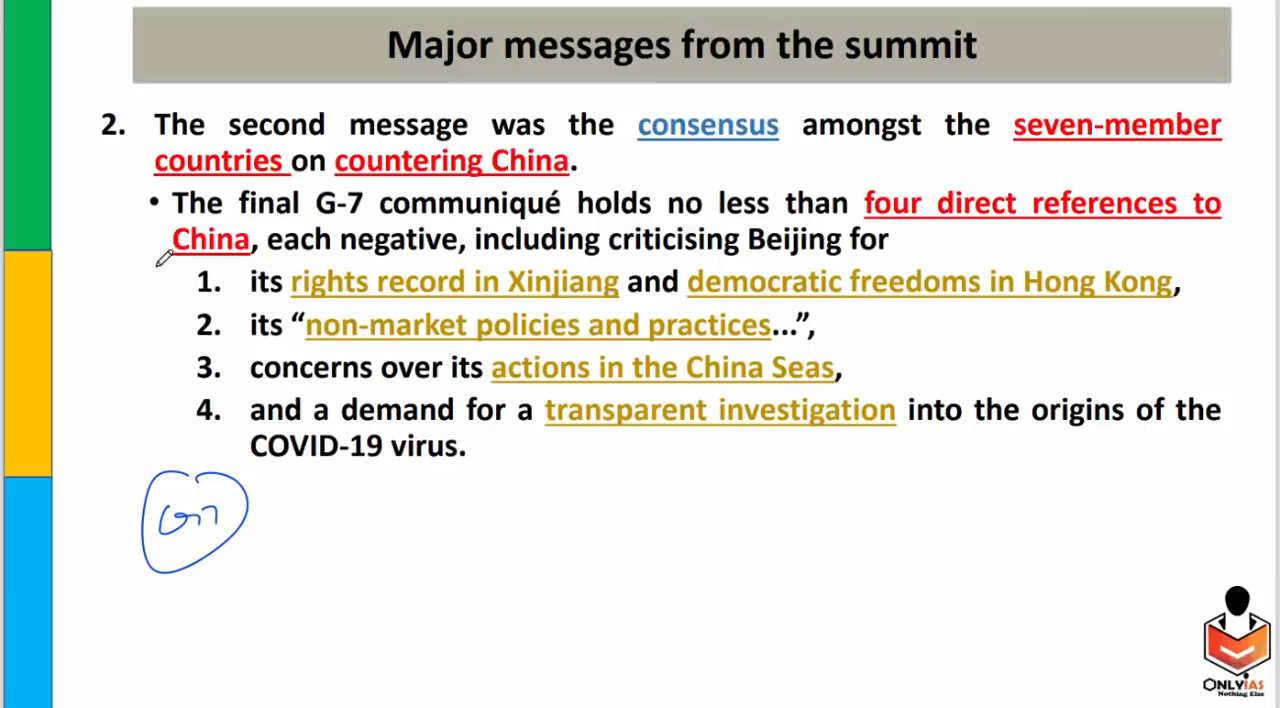 Major messages from the summit
2. The second message was the consensus amongst the seven-member
countries on countering China.
• The final G-7 communiqué holds no less than four direct references to
China, each negative, including criticising Beijing for
1. its rights record in Xinjiang and democratic freedoms in Hong Kong,
2. its “non-market policies and practices...”,
3. concerns over its actions in the China Seas,
4. and a demand for a transparent investigation into the origins of the
COVID-19 virus.
G7
ONLYIAS
Nothing Else